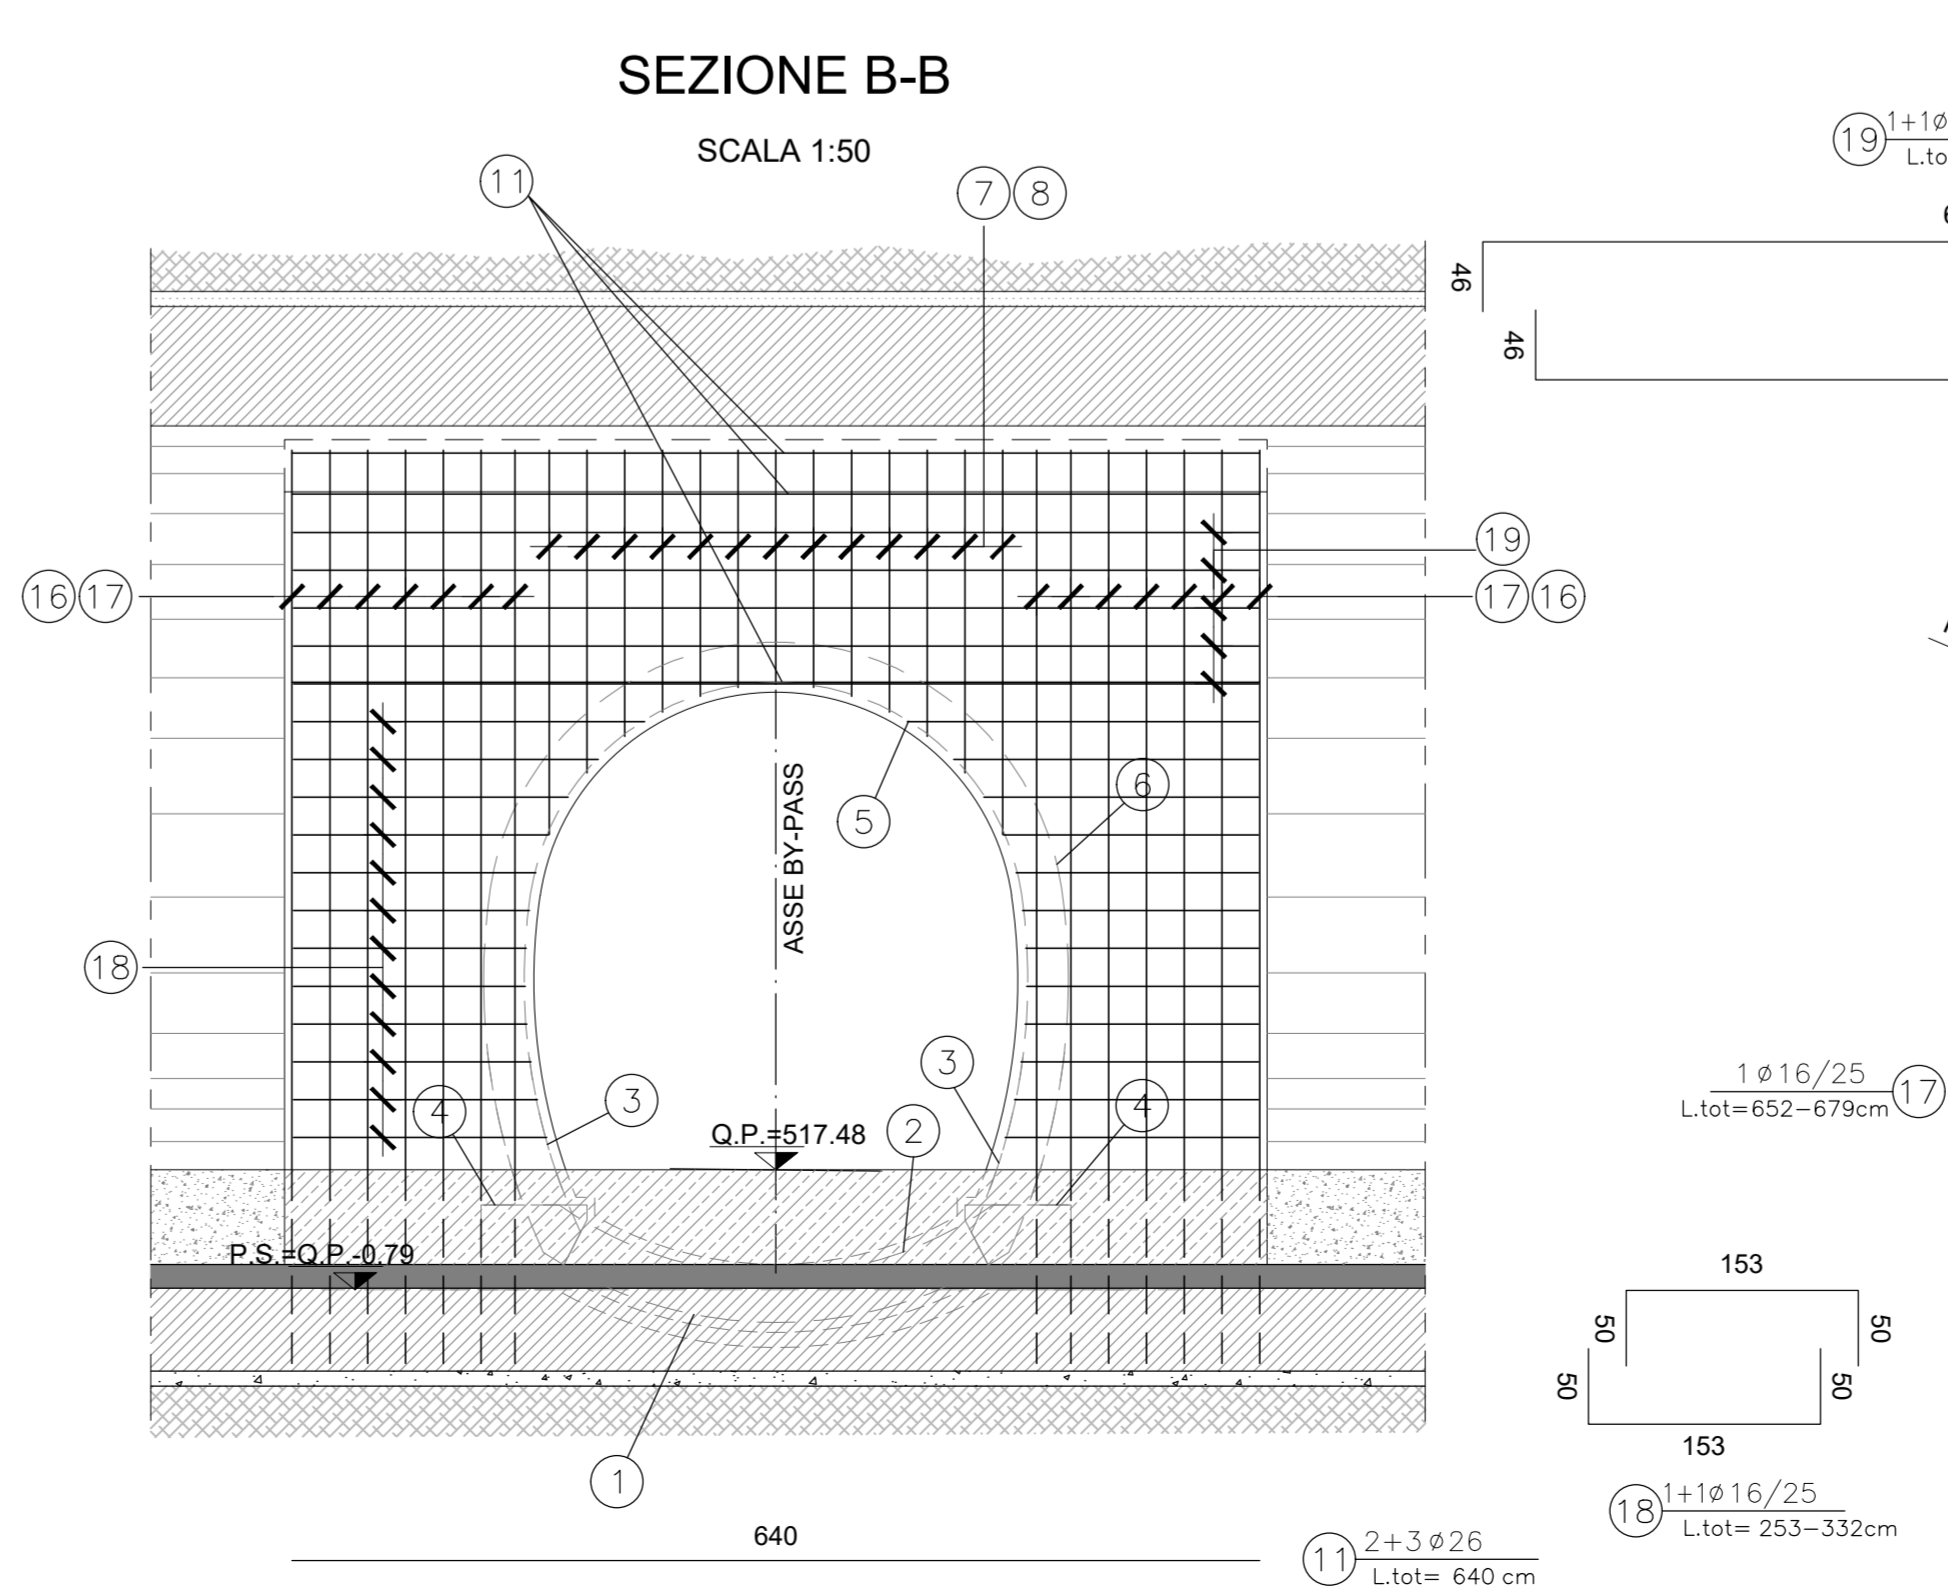 SEZIONE B-B
SCALA 1:50
11
7 8
19 1+1ø
L.to
46
46
19
16 17
17 16
5
6
ASSE BY-PASS
18
4
3
3
4
2
Q.P.=517.48
P.S.=Q.P.-0.79
1
1ø16/25 17
L.tot=652-679cm
153
50
50
50
50
153
18 1+1ø16/25
L.tot= 253-332cm
640
11 2+3ø26
L.tot= 640 cm